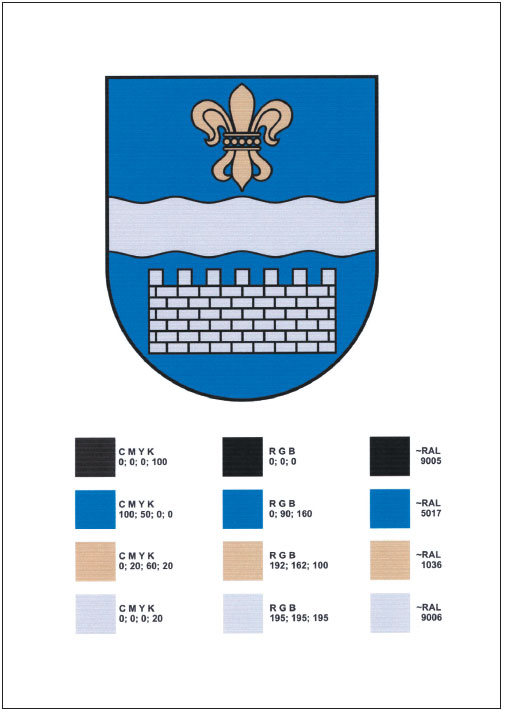 C M Y K
0; 0; 0; 100
R G B
0; 0; 0
~RAL
9005
C M Y K
100; 50; 0; 0
R G B
0; 90; 160
~RAL
5017
C M Y K
0; 20; 60; 20
R G B
192; 162; 100
~RAL
1036
C M Y K
0; 0; 0; 20
R G B
195; 195; 195
~RAL
9006